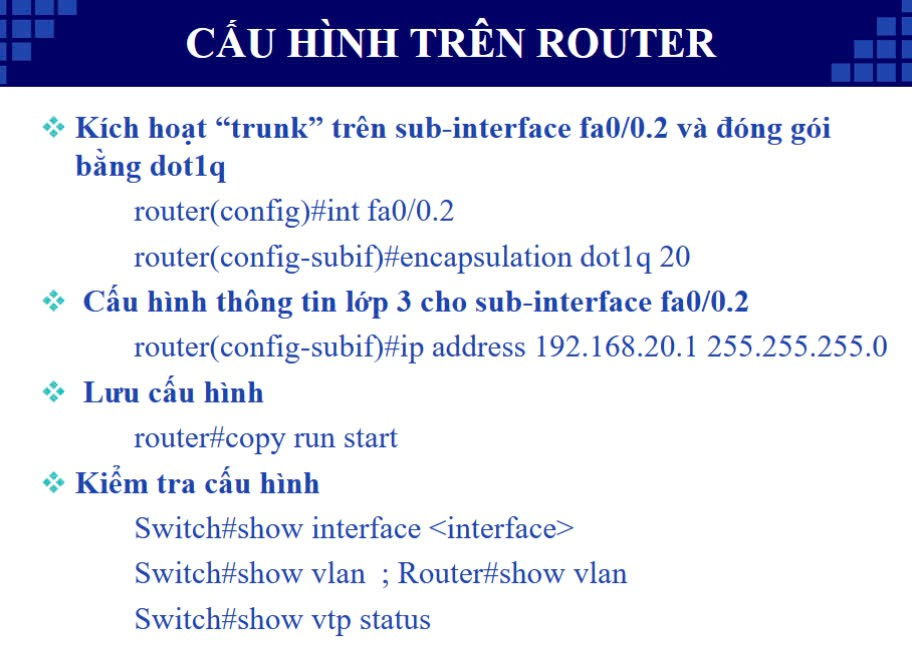 CẤU HÌNH TRÊN ROUTER
Kích hoạt “trunk” trên sub-interface fa0/0.2 và đóng gói
bằng dot1q
router(config)#int fa0/0.2
router(config-subif)#encapsulation dot1q 20
Cấu hình thông tin lớp 3 cho sub-interface fa0/0.2
router(config-subif)#ip address 192.168.20.1 255.255.255.0
Lưu cấu hình
router#copy run start
Kiểm tra cấu hình
Switch#show interface <interface>
Switch#show vlan ; Router#show vlan
Switch#show vtp status